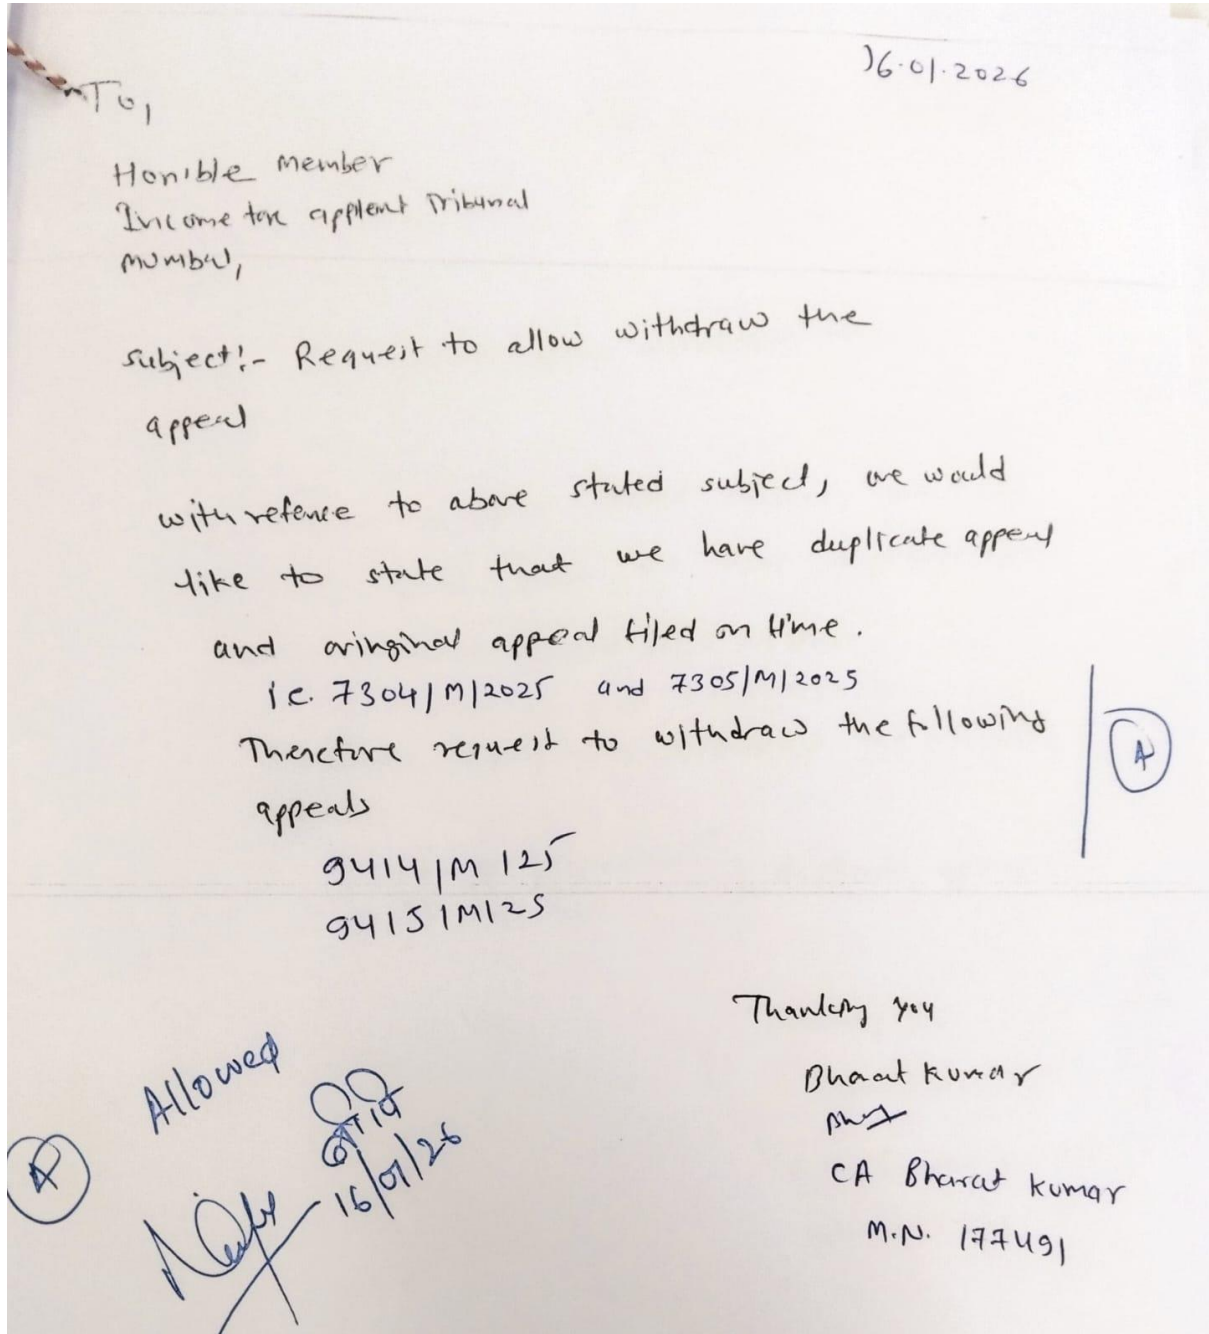 16.01.2026
To,
Honible member
Income tax applent Tribunal
mumbai,
subject:- Request to allow withdraw the
appeal
with refence to above stated subject, we would
like to state that we have duplicate appeal
and oringinal appeal filed on time.
i.e. 7304/M/2025 and 7305/M/2025
Therefore request to withdraw the following
appeals
9414/M/25
9415/M/25
A
Thanking you
Bharat Kumar
CA Bharat Kumar
M.N. 177491
Allowed
16/01/26
A